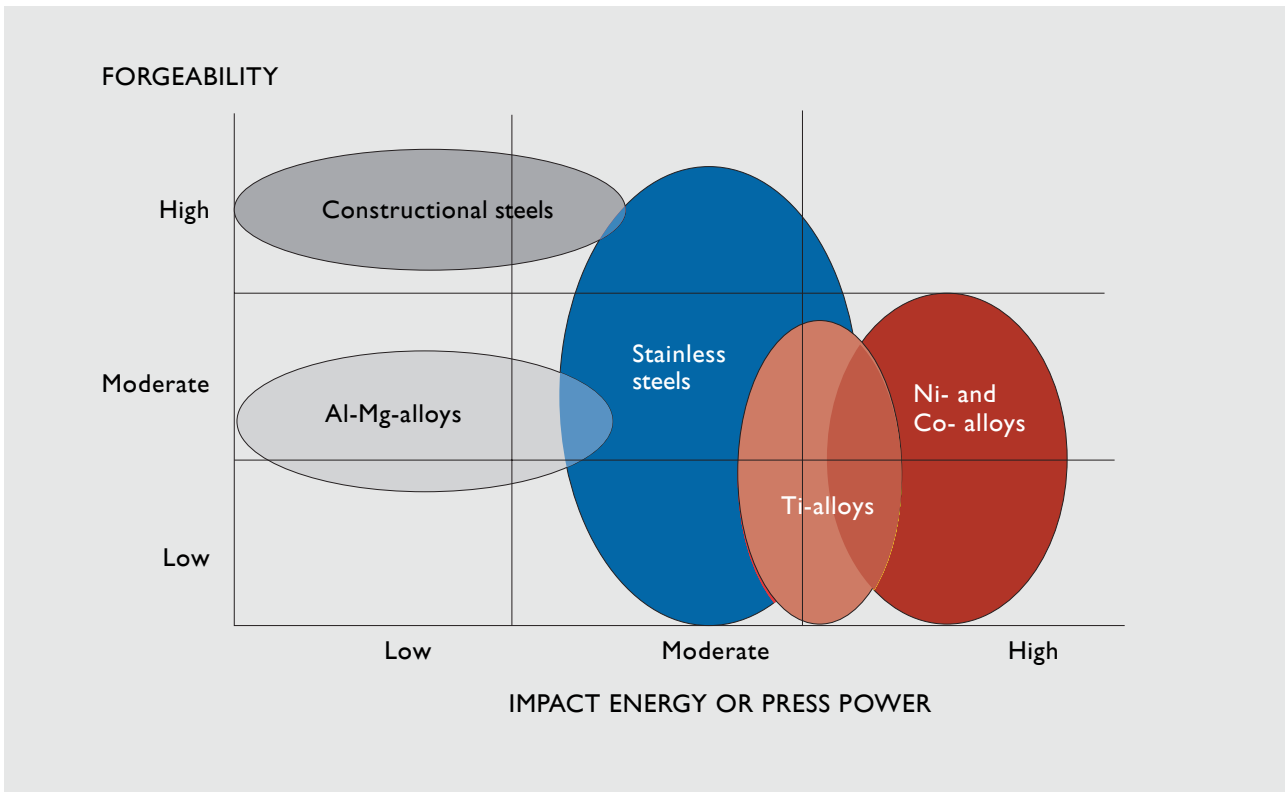 FORGEABILITY
High
Constructional steels
Stainless
steels
Moderate
Al-Mg-alloys
Ni- and
Co- alloys
Ti-alloys
Low
Low
Moderate
High
IMPACT ENERGY OR PRESS POWER